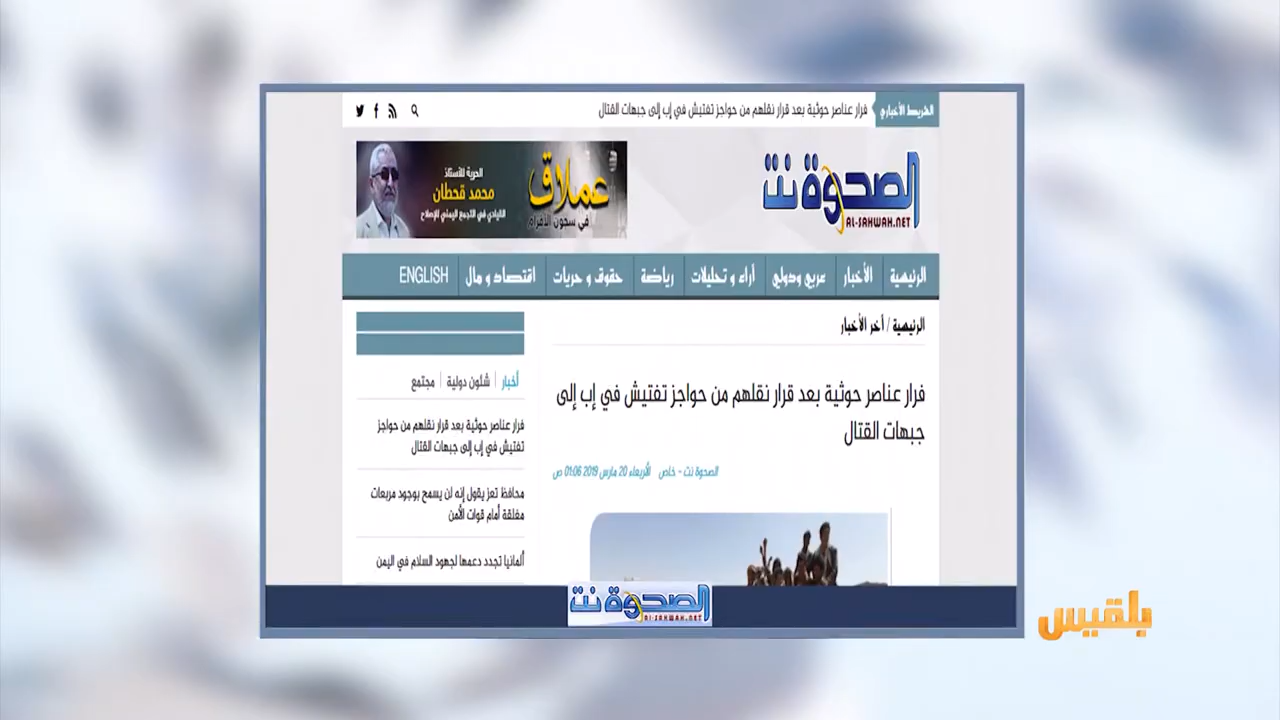 الشريط الأخباري
فرار عناصر حوثية بعد قرار نقلهم من حواجز تفتيش في إب إلى جبهات القتال
الصحوة نت
AL-SAHWAH.NET
عملاق
في سجون الأقزام
الحرية للأستاذ
محمد قحطان
القيادي في التجمع اليمني للإصلاح
الرئيسية
الأخبار
عربي ودولي
آراء و تحليلات
رياضة
حقوق و حريات
اقتصاد و مال
ENGLISH
الرئيسية / أخر الأخبار
فرار عناصر حوثية بعد قرار نقلهم من حواجز تفتيش في إب إلى
جبهات القتال
الصحوة نت - خاص الأربعاء 20 مارس 2019 01:06 ص
أخبار
شئون دولية
مجتمع
فرار عناصر حوثية بعد قرار نقلهم من حواجز
تفتيش في إب إلى جبهات القتال
محافظ تعز يقول إنه لن يسمح بوجود مربعات
مغلقة أمام قوات الأمن
ألمانيا تجدد دعمها لجهود السلام في اليمن
الصحوة نت
AL-SAHWAH.NET
بلقيس